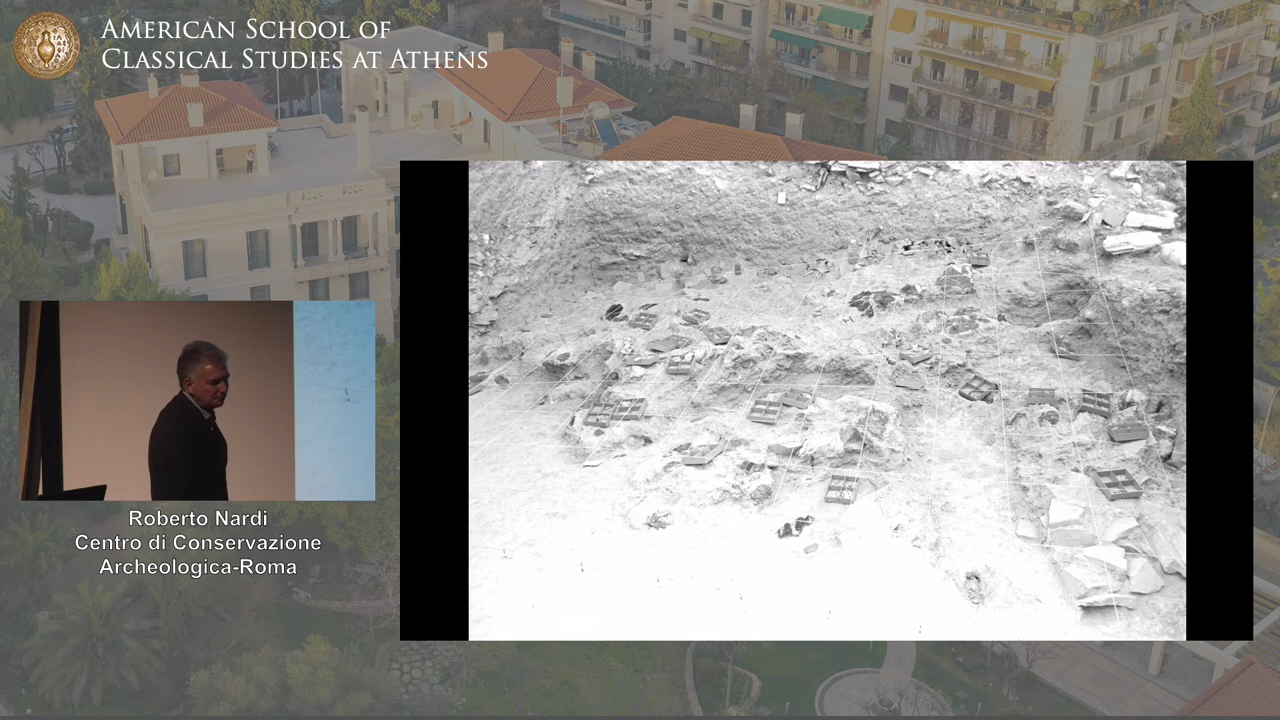 AMERICAN SCHOOL OF
CLASSICAL STUDIES AT ATHENS
Roberto Nardi
Centro di Conservazione
Archeologica-Roma